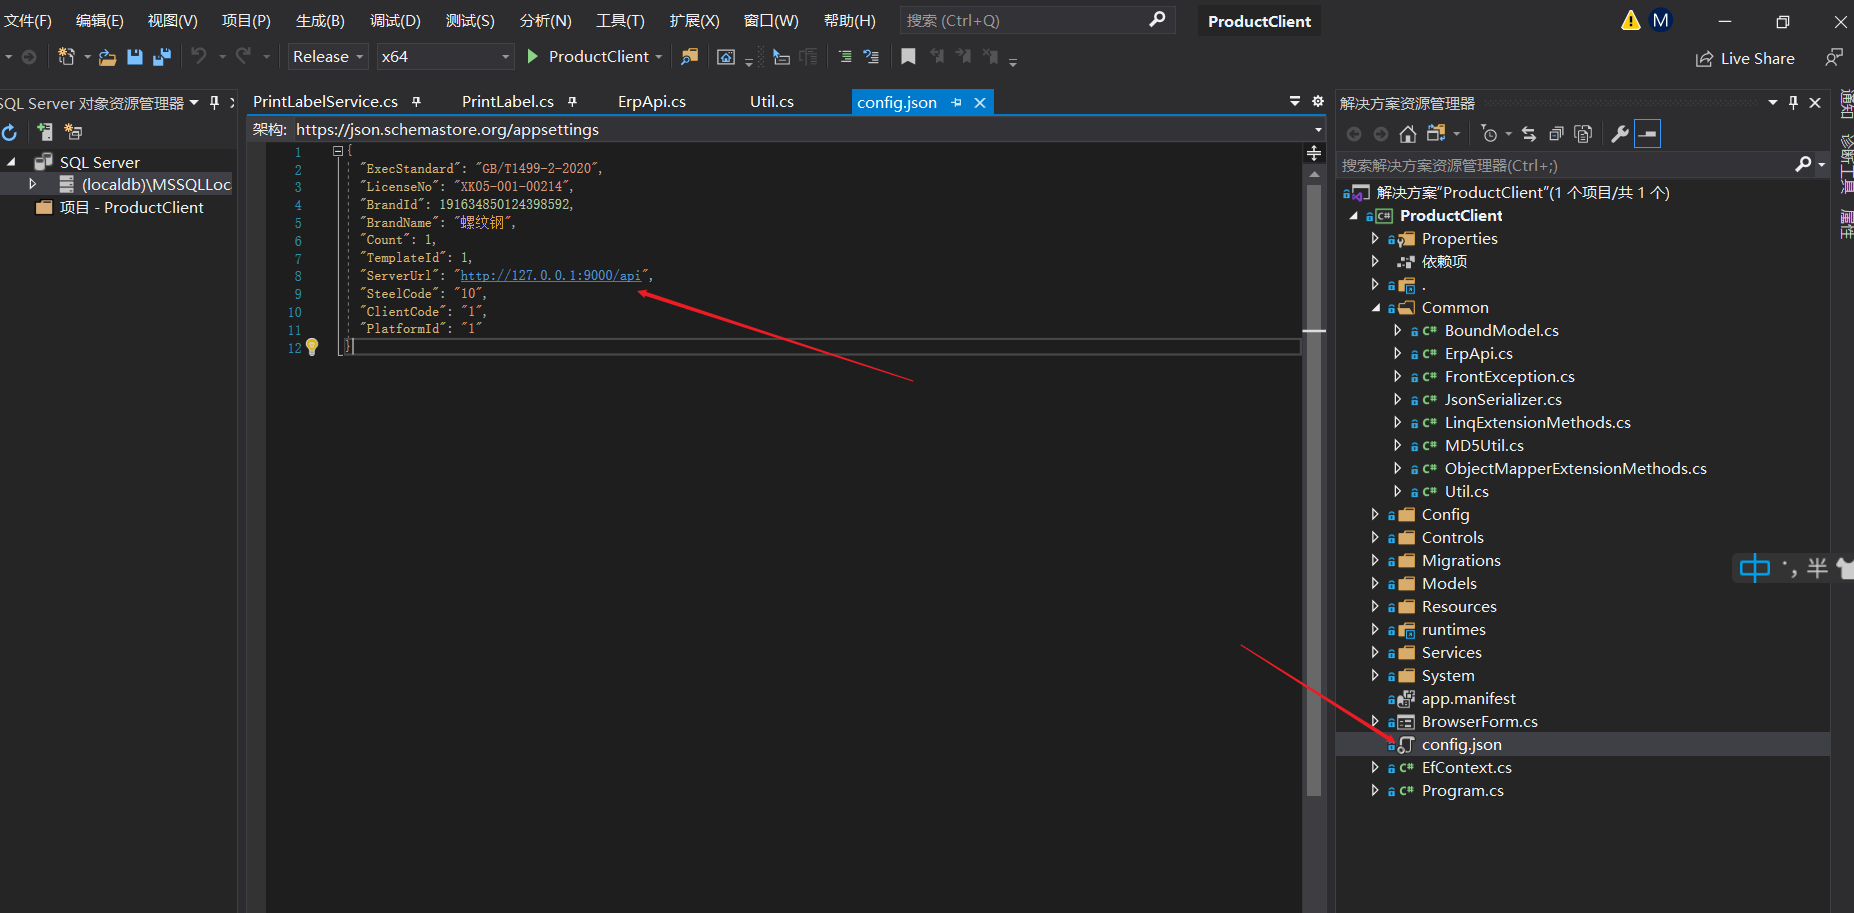 文件(F) 编辑(E) 视图(V) 项目(P) 生成(B) 调试(D) 测试(S) 分析(N) 工具(T) 扩展(X) 窗口(W) 帮助(H) 搜索 (Ctrl+Q) ProductClient M
Release x64 ProductClient Live Share
SQL Server 对象资源管理器
SQL Server
(localdb)\MSSQLLoc
项目 - ProductClient
PrintLabelService.cs PrintLabel.cs ErpApi.cs Util.cs config.json
架构: https://json.schemastore.org/appsettings
1 {
2 "ExecStandard": "GB/T1499-2-2020",
3 "LicenseNo": "XK05-001-00214",
4 "BrandId": 191634850124398592,
5 "BrandName": "螺纹钢",
6 "Count": 1,
7 "TemplateId": 1,
8 "ServerUrl": "http://127.0.0.1:9000/api",
9 "SteelCode": "10",
10 "ClientCode": "1",
11 "PlatformId": "1"
12 }
解决方案资源管理器
搜索解决方案资源管理器(Ctrl+;)
解决方案"ProductClient"(1 个项目/共 1 个)
C# ProductClient
Properties
依赖项
.
Common
C# BoundModel.cs
C# ErpApi.cs
C# FrontException.cs
C# JsonSerializer.cs
C# LinqExtensionMethods.cs
C# MD5Util.cs
C# ObjectMapperExtensionMethods.cs
C# Util.cs
Config
Controls
Migrations
Models
Resources
runtimes
Services
System
app.manifest
BrowserForm.cs
config.json
C# EfContext.cs
C# Program.cs
通知
诊断工具
属性
中 半